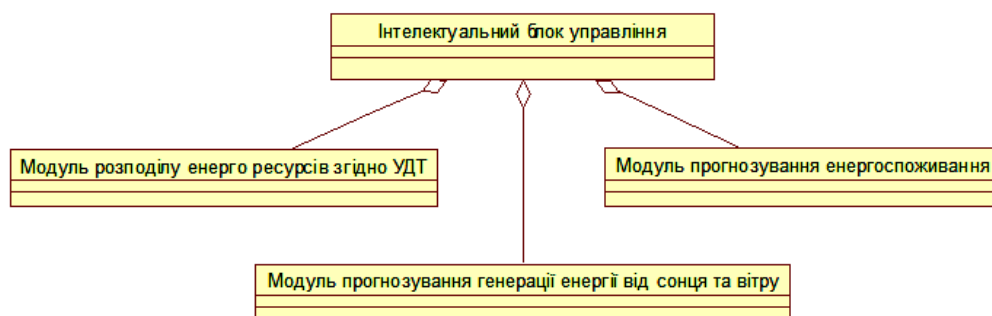 Інтелектуальний блок управління
Модуль розподілу енерго ресурсів згідно УДТ
Модуль прогнозування енергоспоживання
Модуль прогнозування генерації енергії від сонця та вітру